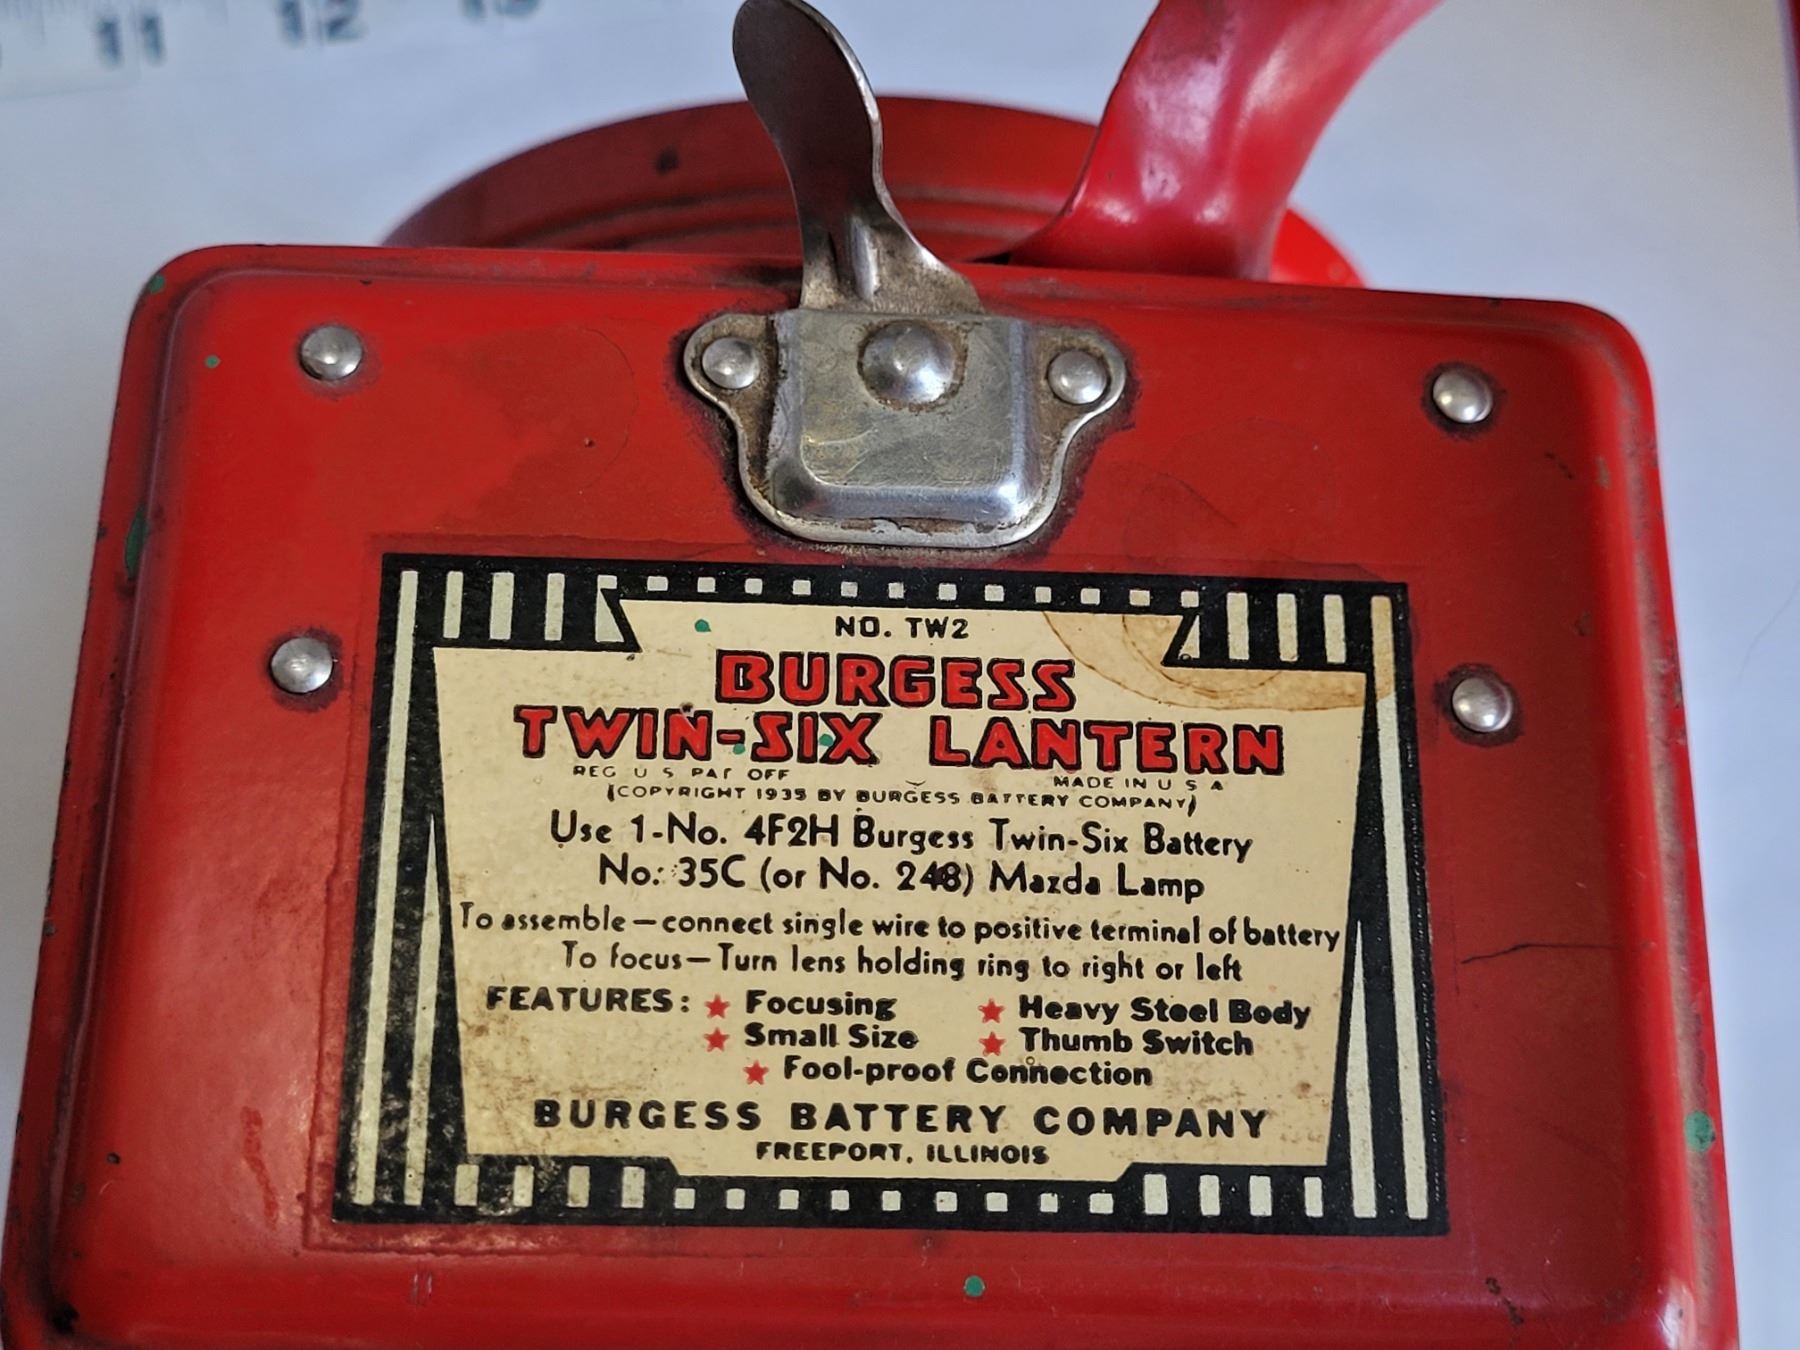 11 12 13
NO. TW2
BURGESS
TWIN-SIX LANTERN
REG U S PAT OFF MADE IN U S A
(COPYRIGHT 1935 BY BURGESS BATTERY COMPANY)
Use 1-No. 4F2H Burgess Twin-Six Battery
No. 35C (or No. 248) Mazda Lamp
To assemble—connect single wire to positive terminal of battery
To focus—Turn lens holding ring to right or left
FEATURES: ★ Focusing ★ Heavy Steel Body
★ Small Size ★ Thumb Switch
★ Fool-proof Connection
BURGESS BATTERY COMPANY
FREEPORT, ILLINOIS